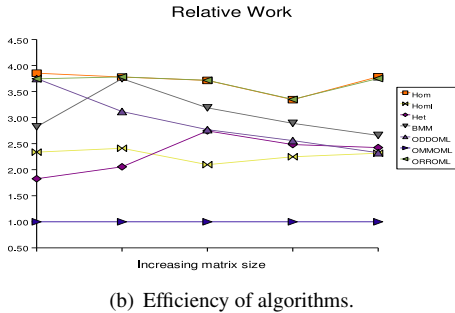 Relative Work
4,50
4.00
3.50
3.00
2.50
2.00
1.50
1.00
0.50
Hom
HomI
Het
BMM
ODDOML
OMMOML
ORROML
Increasing matrix size
(b) Efficiency of algorithms.